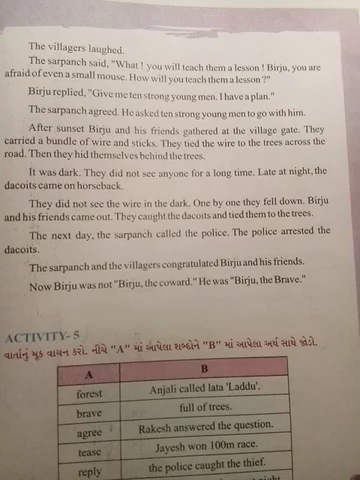 The villagers laughed.
The sarpanch said, "What ! you will teach them a lesson ! Birju, you are
afraid of even a small mouse. How will you teach them a lesson ?"
Birju replied, "Give me ten strong young men. I have a plan."
The sarpanch agreed. He asked ten strong young men to go with him.
After sunset Birju and his friends gathered at the village gate. They
carried a bundle of wire and sticks. They tied the wire to the trees across the
road. Then they hid themselves behind the trees.
It was dark. They did not see anyone for a long time. Late at night, the
dacoits came on horseback.
They did not see the wire in the dark. One by one they fell down. Birju
and his friends came out. They caught the dacoits and tied them to the trees.
The next day, the sarpanch called the police. The police arrested the
dacoits.
The sarpanch and the villagers congratulated Birju and his friends.
Now Birju was not "Birju, the coward." He was "Birju, the Brave."
ACTIVITY- 5
વાર્તાનું મૂક વાચન કરો. નીચે "A" માં આપેલા શબ્દોને "B" માં આપેલા અર્થ સાથે જોડો.
A B
forest Anjali called lata 'Laddu'.
brave full of trees.
agree Rakesh answered the question.
tease Jayesh won 100m race.
reply the police caught the thief.